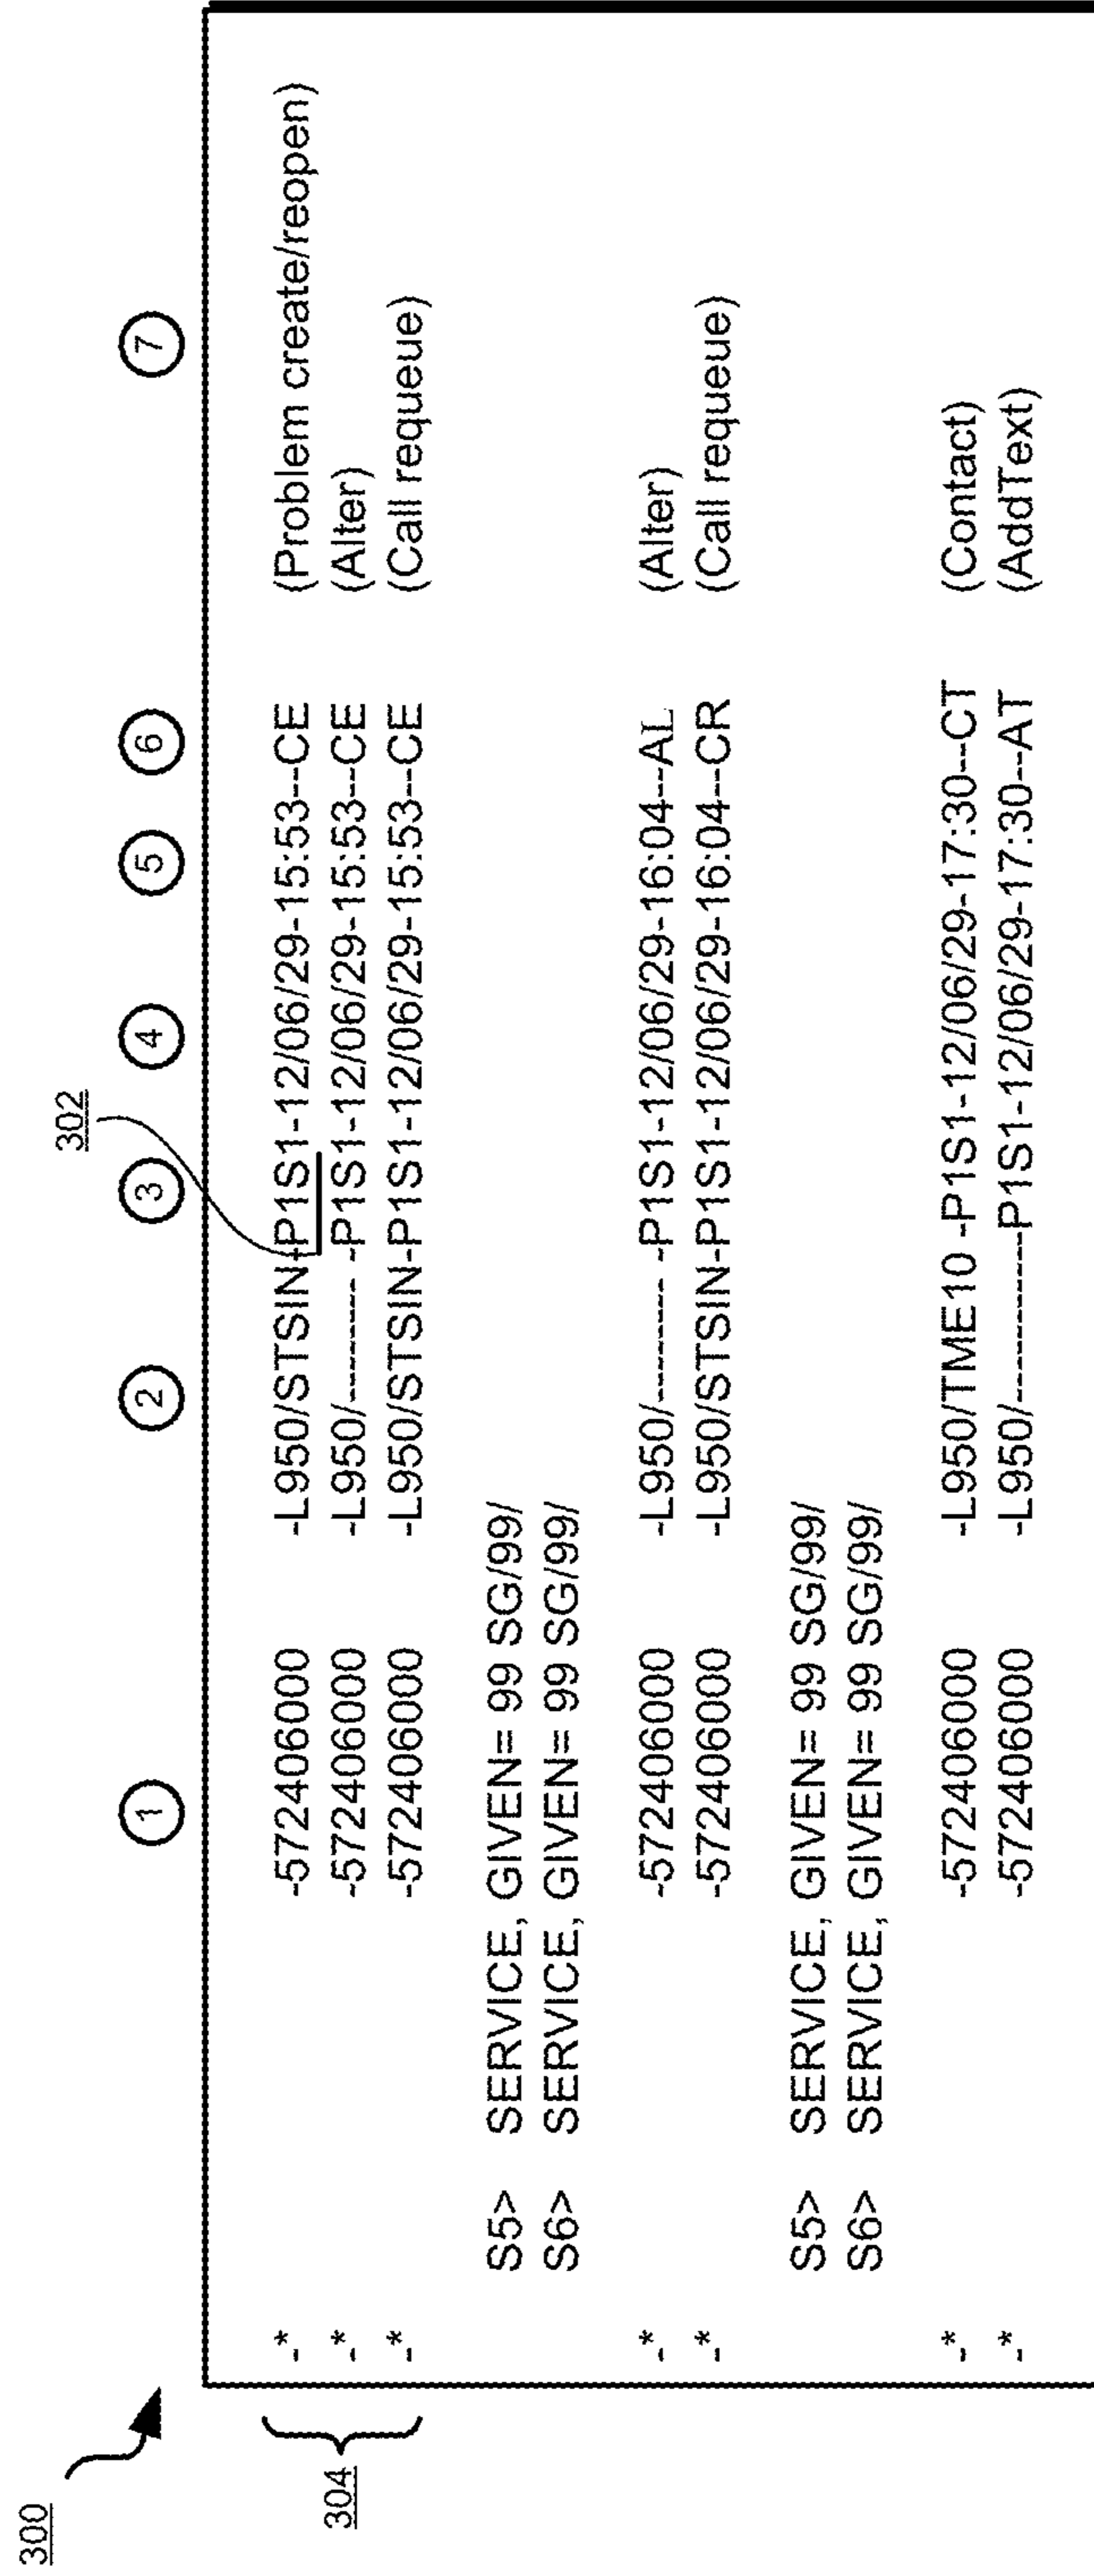 300
302
1 2 3 4 5 6 7
304
-* -572406000 -L950/STSIN-P1S1-12/06/29-15:53--CE (Problem create/reopen)
-* -572406000 -L950/--------- -P1S1-12/06/29-15:53--CE (Alter)
-* -572406000 -L950/STSIN-P1S1-12/06/29-15:53--CE (Call requeue)
S5> SERVICE, GIVEN= 99 SG/99/
S6> SERVICE, GIVEN= 99 SG/99/
-* -572406000 -L950/--------- -P1S1-12/06/29-16:04--AL (Alter)
-* -572406000 -L950/STSIN-P1S1-12/06/29-16:04--CR (Call requeue)
S5> SERVICE, GIVEN= 99 SG/99/
S6> SERVICE, GIVEN= 99 SG/99/
-* -572406000 -L950/TME10 -P1S1-12/06/29-17:30--CT (Contact)
-* -572406000 -L950/------------P1S1-12/06/29-17:30--AT (AddText)